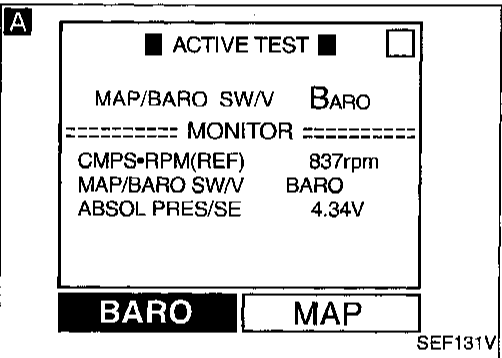 A
■ ACTIVE TEST ■
MAP/BARO SW/V BARO
========= MONITOR =========
CMPS•RPM(REF) 837rpm
MAP/BARO SW/V BARO
ABSOL PRES/SE 4.34V
BARO MAP
SEF131V